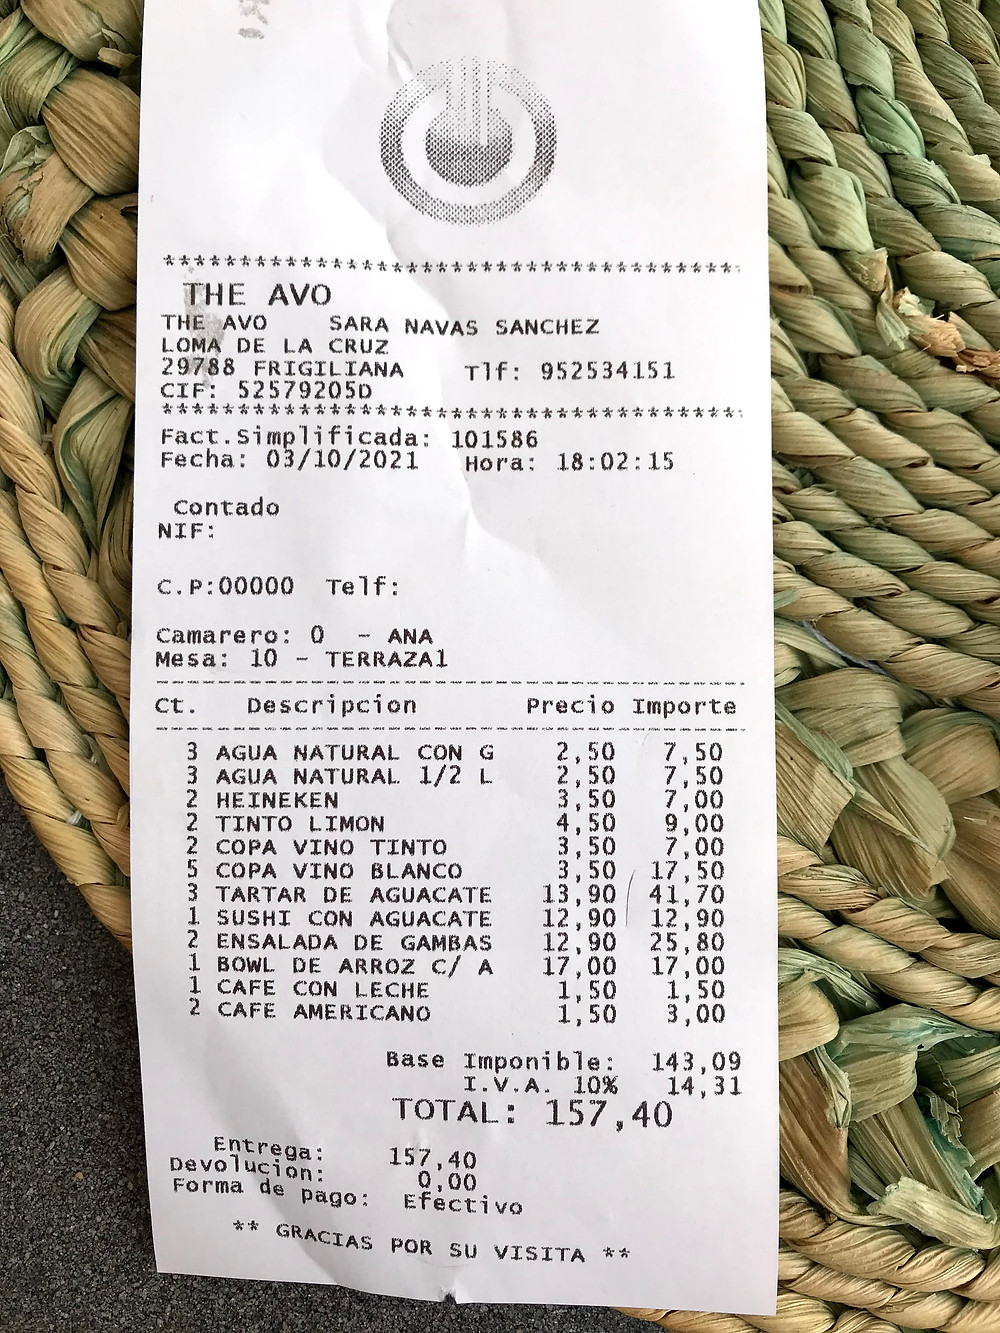 ****************************************
THE AVO
THE AVO SARA NAVAS SANCHEZ
LOMA DE LA CRUZ
29788 FRIGILIANA Tlf: 952534151
CIF: 52579205D
****************************************
Fact.Simplificada: 101586
Fecha: 03/10/2021 Hora: 18:02:15
Contado
NIF:
C.P:00000 Telf:
Camarero: 0 - ANA
Mesa: 10 - TERRAZA1
Ct. Descripcion Precio Importe
3 AGUA NATURAL CON G 2,50 7,50
3 AGUA NATURAL 1/2 L 2,50 7,50
2 HEINEKEN 3,50 7,00
2 TINTO LIMON 4,50 9,00
2 COPA VINO TINTO 3,50 7,00
5 COPA VINO BLANCO 3,50 17,50
3 TARTAR DE AGUACATE 13,90 41,70
1 SUSHI CON AGUACATE 12,90 12,90
2 ENSALADA DE GAMBAS 12,90 25,80
1 BOWL DE ARROZ C/ A 17,00 17,00
1 CAFE CON LECHE 1,50 1,50
2 CAFE AMERICANO 1,50 3,00
Base Imponible: 143,09
I.V.A. 10% 14,31
TOTAL: 157,40
Entrega: 157,40
Devolucion: 0,00
Forma de pago: Efectivo
** GRACIAS POR SU VISITA **